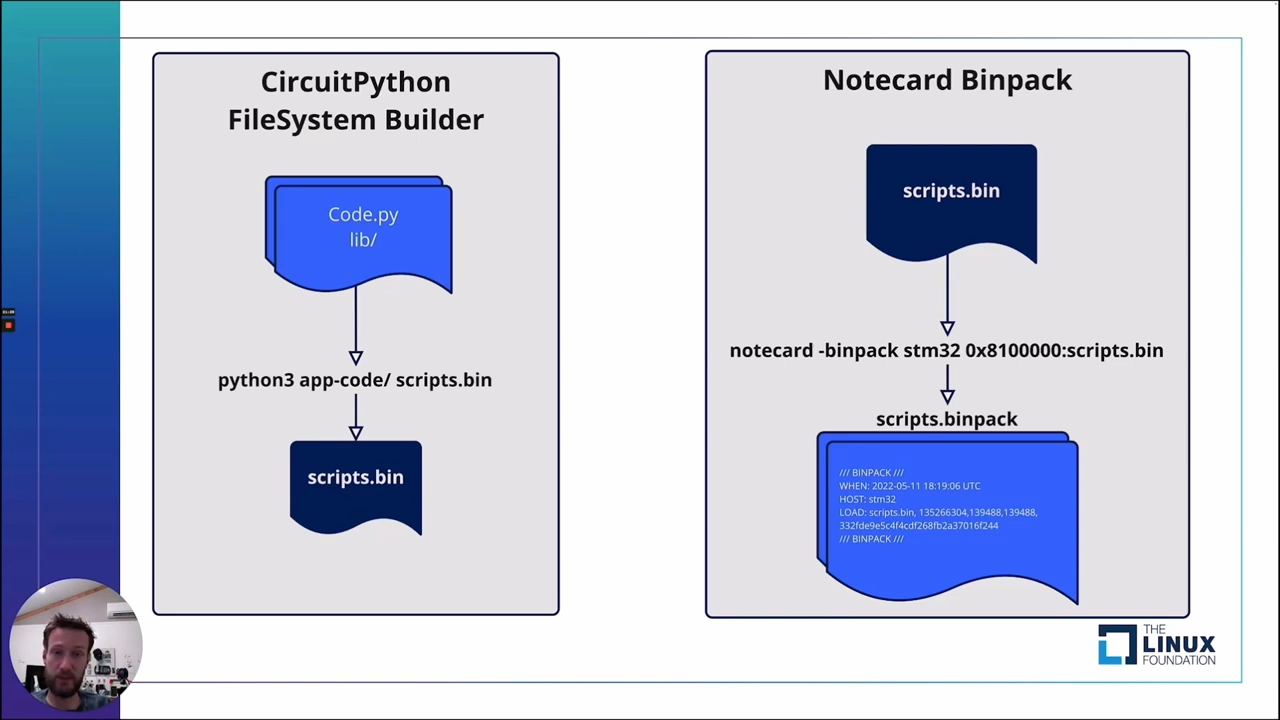 CircuitPython
FileSystem Builder
Code.py
lib/
python3 app-code/ scripts.bin
scripts.bin
Notecard Binpack
scripts.bin
notecard -binpack stm32 0x8100000:scripts.bin
scripts.binpack
/// BINPACK ///
WHEN: 2022-05-11 18:19:06 UTC
HOST: stm32
LOAD: scripts.bin, 135266304,139488,139488,
332fde9e5c4f4cdf268fb2a37016f244
/// BINPACK ///
THE
LINUX
FOUNDATION